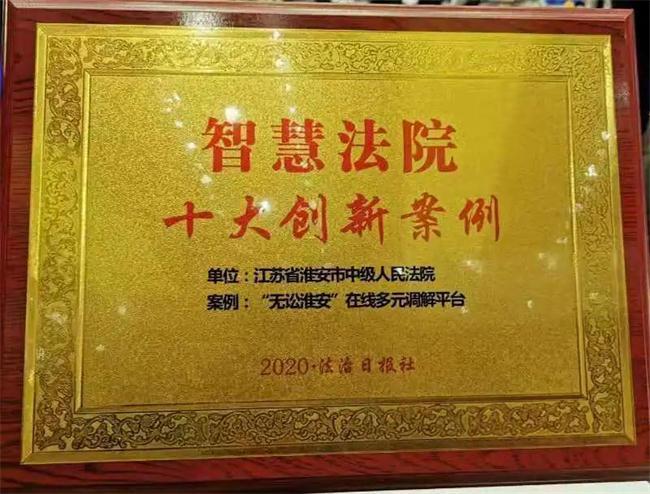 智慧法院
十大创新案例
单位：江苏省淮安市中级人民法院
案例：“无讼淮安”在线多元调解平台
2020·法治日报社